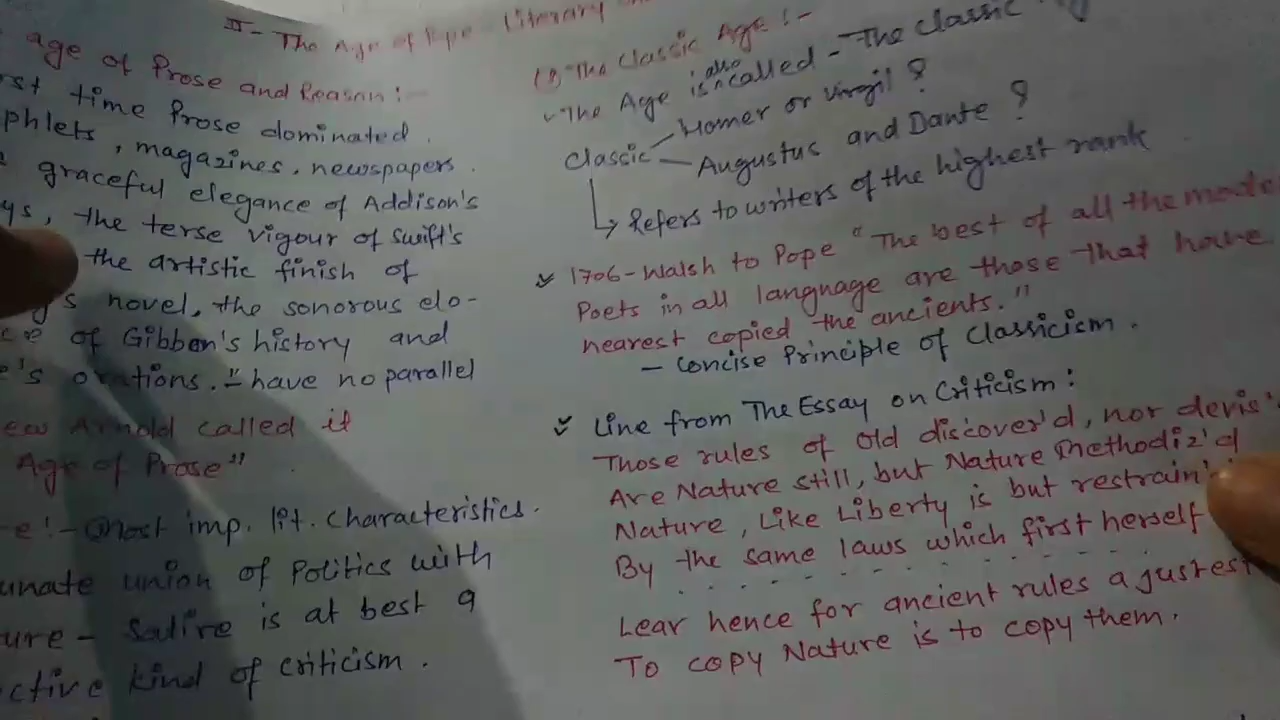 II - The Age of Pope - Literary
age of Prose and Reason :-
st time Prose dominated.
phlets, magazines, newspapers.
graceful elegance of Addison's
ys, the terse vigour of Swift's
the artistic finish of
g's novel, the sonorous elo-
ce of Gibbon's history and
e's orations." - have no parallel
ew Arnold called it
Age of Prose"
e :- Most imp. lit. characteristics.
unate union of Politics with
ure - Satire is at best a
ctive kind of criticism.
(1) The Classic Age :-
The Age is also called - The Classic
Classic - Homer or Virgil ?
- Augustus and Dante ?
Refers to writers of the highest rank
1706 - Walsh to Pope "The best of all the mode
Poets in all language are those that have
nearest copied the ancients."
- Concise Principle of Classicism.
Line from The Essay on Criticism :
Those rules of Old discover'd, nor devis'
Are Nature still, but Nature Methodiz'd
Nature, Like Liberty is but restrain'
By the same laws which first herself
Lear hence for ancient rules a justest
To copy Nature is to copy them.